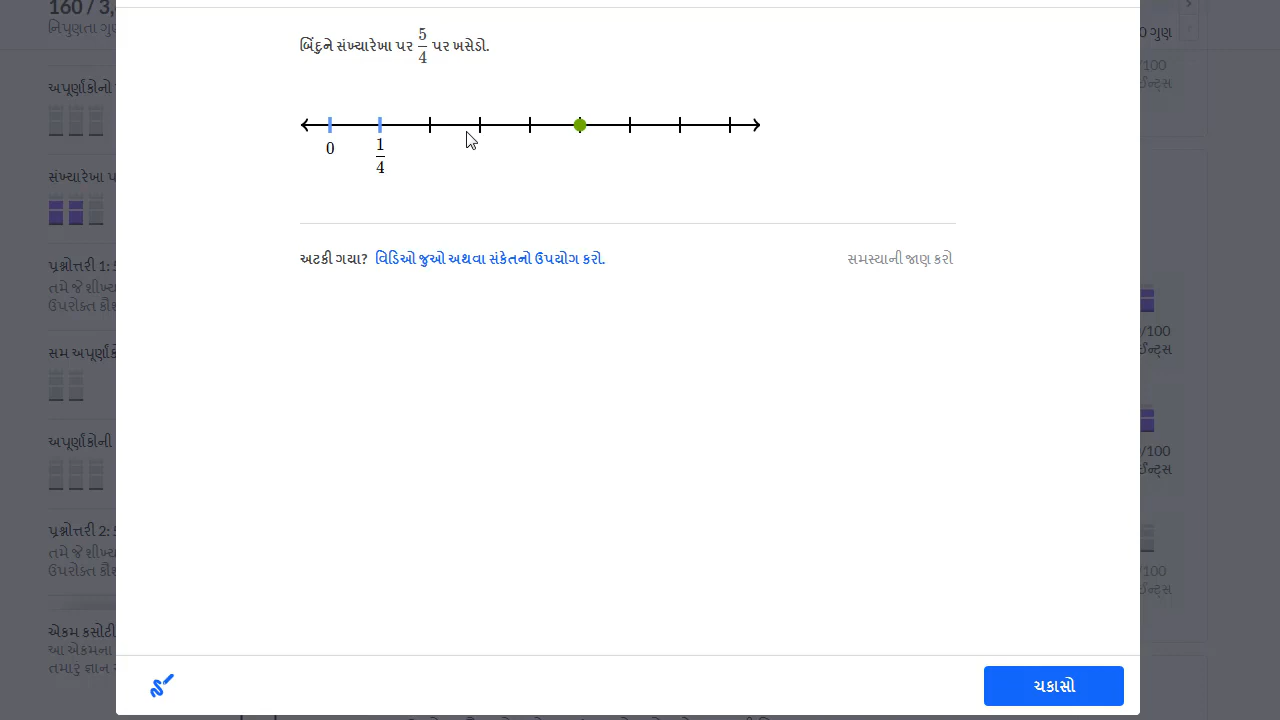 160 / 3,
નિપુણતા ગુણ
0 ગુણ
અપૂર્ણાંકોનો
સંખ્યારેખા પ
પ્રશ્નોત્તરી 1:
તમે જે શીખ્ય
ઉપરોક્ત કૌશ
સમ અપૂર્ણાંકે
અપૂર્ણાંકોની
પ્રશ્નોત્તરી 2:
તમે જે શીખ્ય
ઉપરોક્ત કૌશ
એકમ કસોટી
આ એકમના
તમારું જ્ઞાન
બિંદુને સંખ્યારેખા પર 5/4 પર ખસેડો.
0
1/4
અટકી ગયા? વિડિઓ જુઓ અથવા સંકેતનો ઉપયોગ કરો.
સમસ્યાની જાણ કરો
ચકાસો
/100
ઈન્ટ્સ
/100
ઈન્ટ્સ
/100
ઈન્ટ્સ
/100
ઈન્ટ્સ